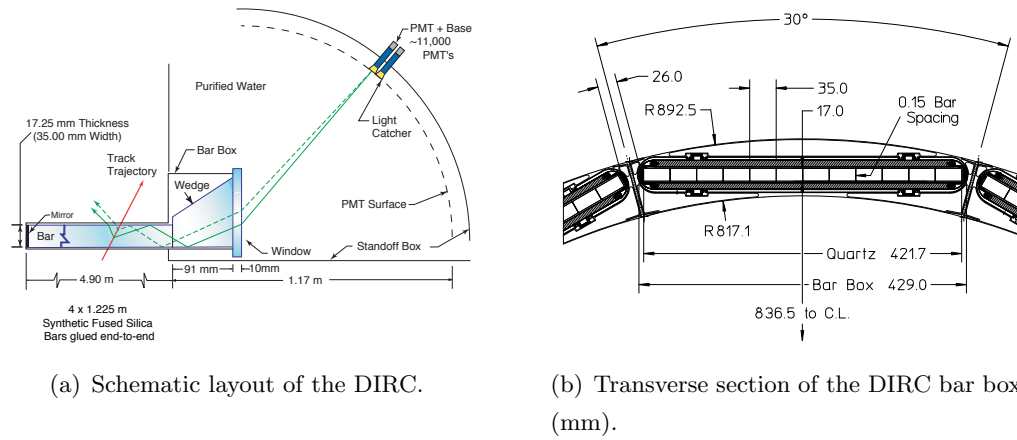 PMT + Base
~11,000
PMT's
Purified Water
17.25 mm Thickness
(35.00 mm Width)
Light
Catcher
Bar Box
Track
Trajectory
Wedge
PMT Surface
Mirror
Bar
Window
Standoff Box
91 mm
10mm
4.90 m
1.17 m
4 x 1.225 m
Synthetic Fused Silica
Bars glued end-to-end
(a) Schematic layout of the DIRC.
30°
26.0
35.0
R892.5
17.0
0.15 Bar
Spacing
R817.1
Quartz 421.7
Bar Box 429.0
836.5 to C.L.
(b) Transverse section of the DIRC bar box
(mm).